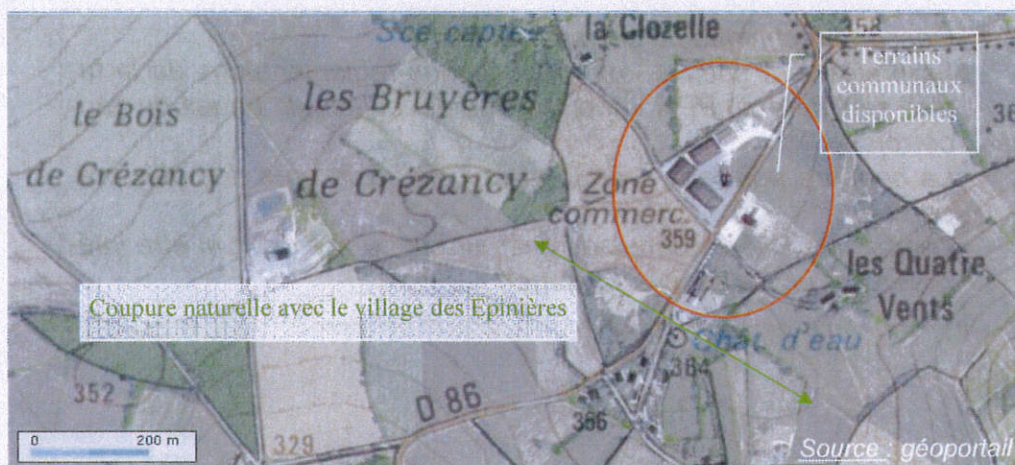 Sce captée
la Clozelle
358
Terrains
communaux
disponibles
le Bois
de Crézancy
les Bruyères
de Crézancy
Zone
commerc.
359
les Quatre
Vents
Coupure naturelle avec le village des Epinières
Chât. d'eau
364
352
D 86
366
329
0 200 m
Source : géoportail